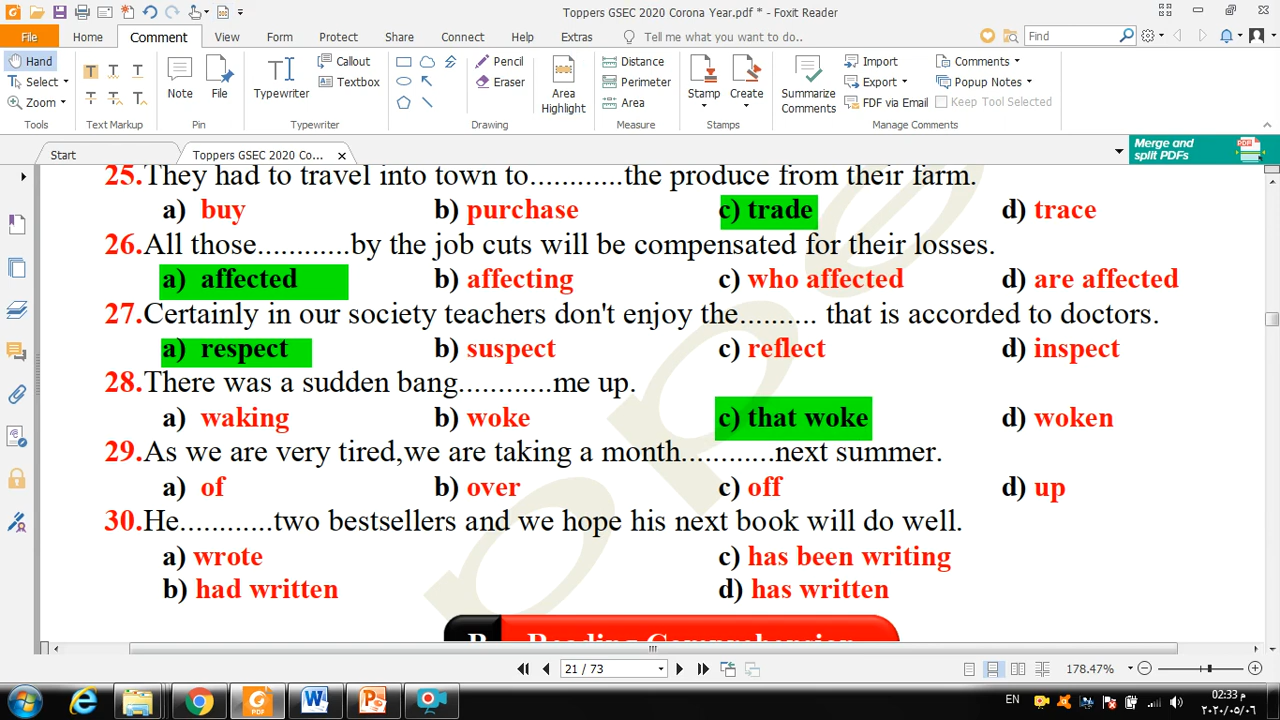 Toppers GSEC 2020 Corona Year.pdf * - Foxit Reader
File Home Comment View Form Protect Share Connect Help Extras Tell me what you want to do.. Find
Hand Select Zoom Tools
Text Markup
Note File Pin
Typewriter Callout Textbox Typewriter
Pencil Eraser Area Highlight Drawing
Distance Perimeter Area Measure
Stamp Create Stamps
Summarize Comments Import Export FDF via Email Comments Popup Notes Keep Tool Selected Manage Comments
Start Toppers GSEC 2020 Co... Merge and split PDFs
25.They had to travel into town to............the produce from their farm.
a) buy b) purchase c) trade d) trace
26.All those............by the job cuts will be compensated for their losses.
a) affected b) affecting c) who affected d) are affected
27.Certainly in our society teachers don't enjoy the.......... that is accorded to doctors.
a) respect b) suspect c) reflect d) inspect
28.There was a sudden bang............me up.
a) waking b) woke c) that woke d) woken
29.As we are very tired,we are taking a month............next summer.
a) of b) over c) off d) up
30.He............two bestsellers and we hope his next book will do well.
a) wrote c) has been writing
b) had written d) has written
B Reading Comprehension
21 / 73 178.47%
EN 02:33 م
٢٠٢٠/٠٥/٠٦